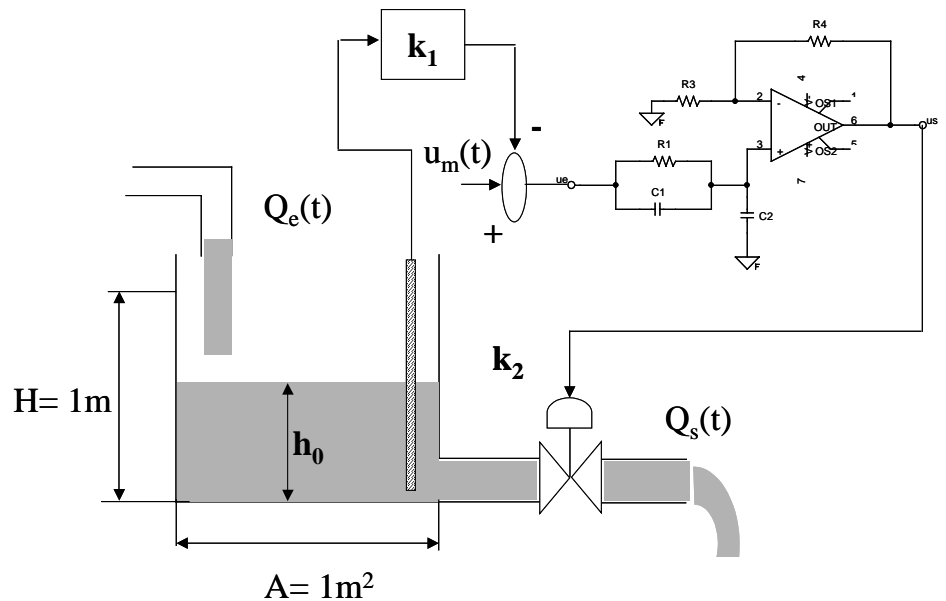 k1
R4
R3
4
2
-
V-
OS1
1
OUT
6
us
3
+
V+
OS2
5
7
F
-
um(t)
+
ue
R1
C1
C2
F
Qe(t)
k2
H= 1m
h0
Qs(t)
A= 1m²